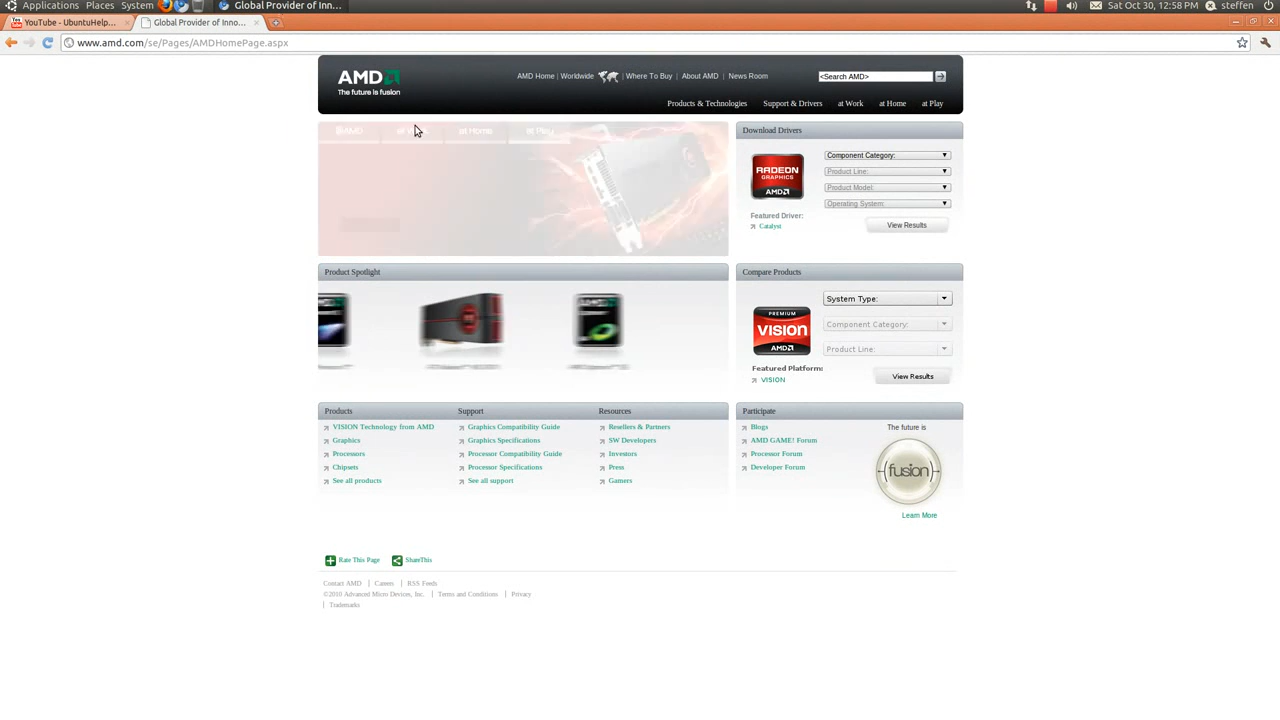 Applications Places System Global Provider of Inn... Sat Oct 30, 12:58 PM steffen
YouTube - UbuntuHelp... Global Provider of Inno...
www.amd.com/se/Pages/AMDHomePage.aspx
AMD
The future is fusion
AMD Home | Worldwide Where To Buy | About AMD | News Room
<Search AMD>
Products & Technologies Support & Drivers at Work at Home at Play
AMD at Home at Play
Download Drivers
RADEON
GRAPHICS
AMD
Component Category:
Product Line:
Product Model:
Operating System:
Featured Driver:
Catalyst
View Results
Product Spotlight
Compare Products
PREMIUM
VISION
AMD
System Type:
Component Category:
Product Line:
Featured Platform:
VISION
View Results
Products
VISION Technology from AMD
Graphics
Processors
Chipsets
See all products
Support
Graphics Compatibility Guide
Graphics Specifications
Processor Compatibility Guide
Processor Specifications
See all support
Resources
Resellers & Partners
SW Developers
Investors
Press
Gamers
Participate
Blogs
AMD GAME! Forum
Processor Forum
Developer Forum
The future is
fusion
Learn More
Rate This Page ShareThis
Contact AMD | Careers | RSS Feeds
©2010 Advanced Micro Devices, Inc. | Terms and Conditions | Privacy
| Trademarks